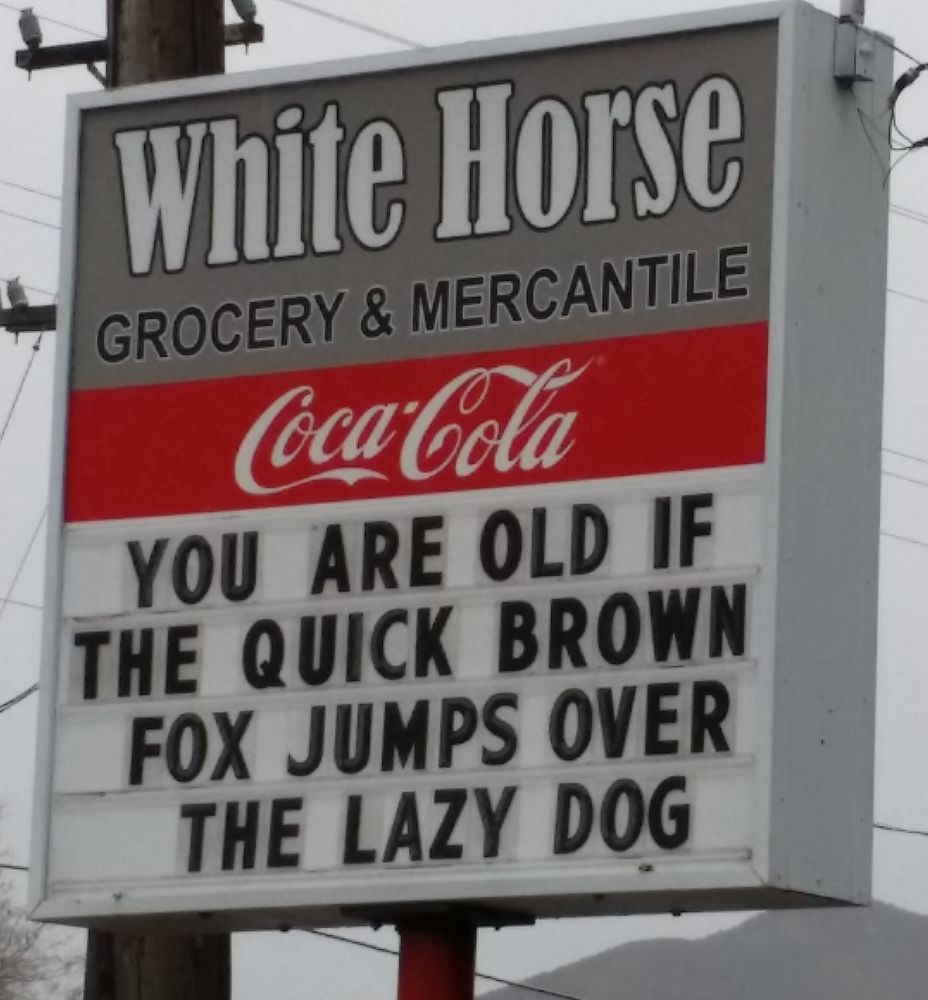 White Horse
GROCERY & MERCANTILE
Coca-Cola
YOU ARE OLD IF
THE QUICK BROWN
FOX JUMPS OVER
THE LAZY DOG